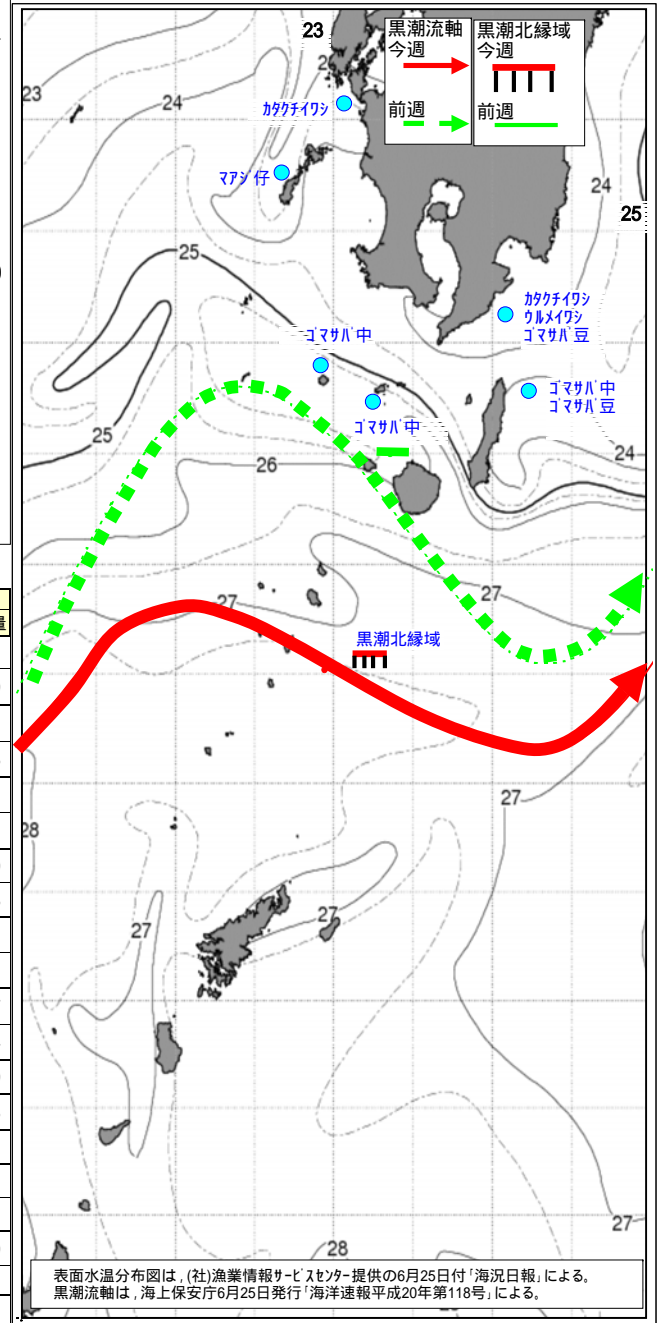 黒潮流軸
今週
前週
黒潮北縁域
今週
前週
23
23
24
カタクチイワシ
マアジ仔
24
25
25
カタクチイワシ
ウルメイワシ
ゴマサバ豆
ゴマサバ中
ゴマサバ中
ゴマサバ豆
ゴマサバ中
25
26
24
27
27
黒潮北縁域
27
28
27
27
27
28
表面水温分布図は，(社)漁業情報サービスセンター提供の6月25日付「海況日報」による。
黒潮流軸は，海上保安庁6月25日発行「海洋速報平成20年第118号」による。